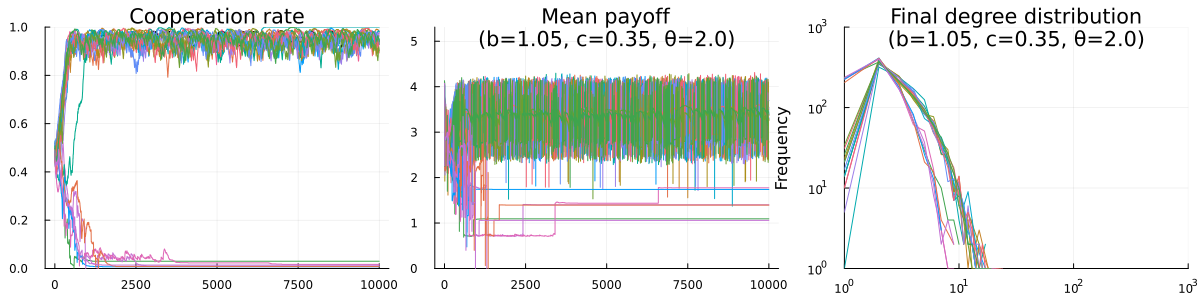 Cooperation rate
1.0
0.8
0.6
0.4
0.2
0.0
0 2500 5000 7500 10000
Mean payoff
(b=1.05, c=0.35, θ=2.0)
5
4
3
2
1
0
0 2500 5000 7500 10000
Final degree distribution
(b=1.05, c=0.35, θ=2.0)
Frequency
10³
10²
10¹
10⁰
10⁰ 10¹ 10² 10³